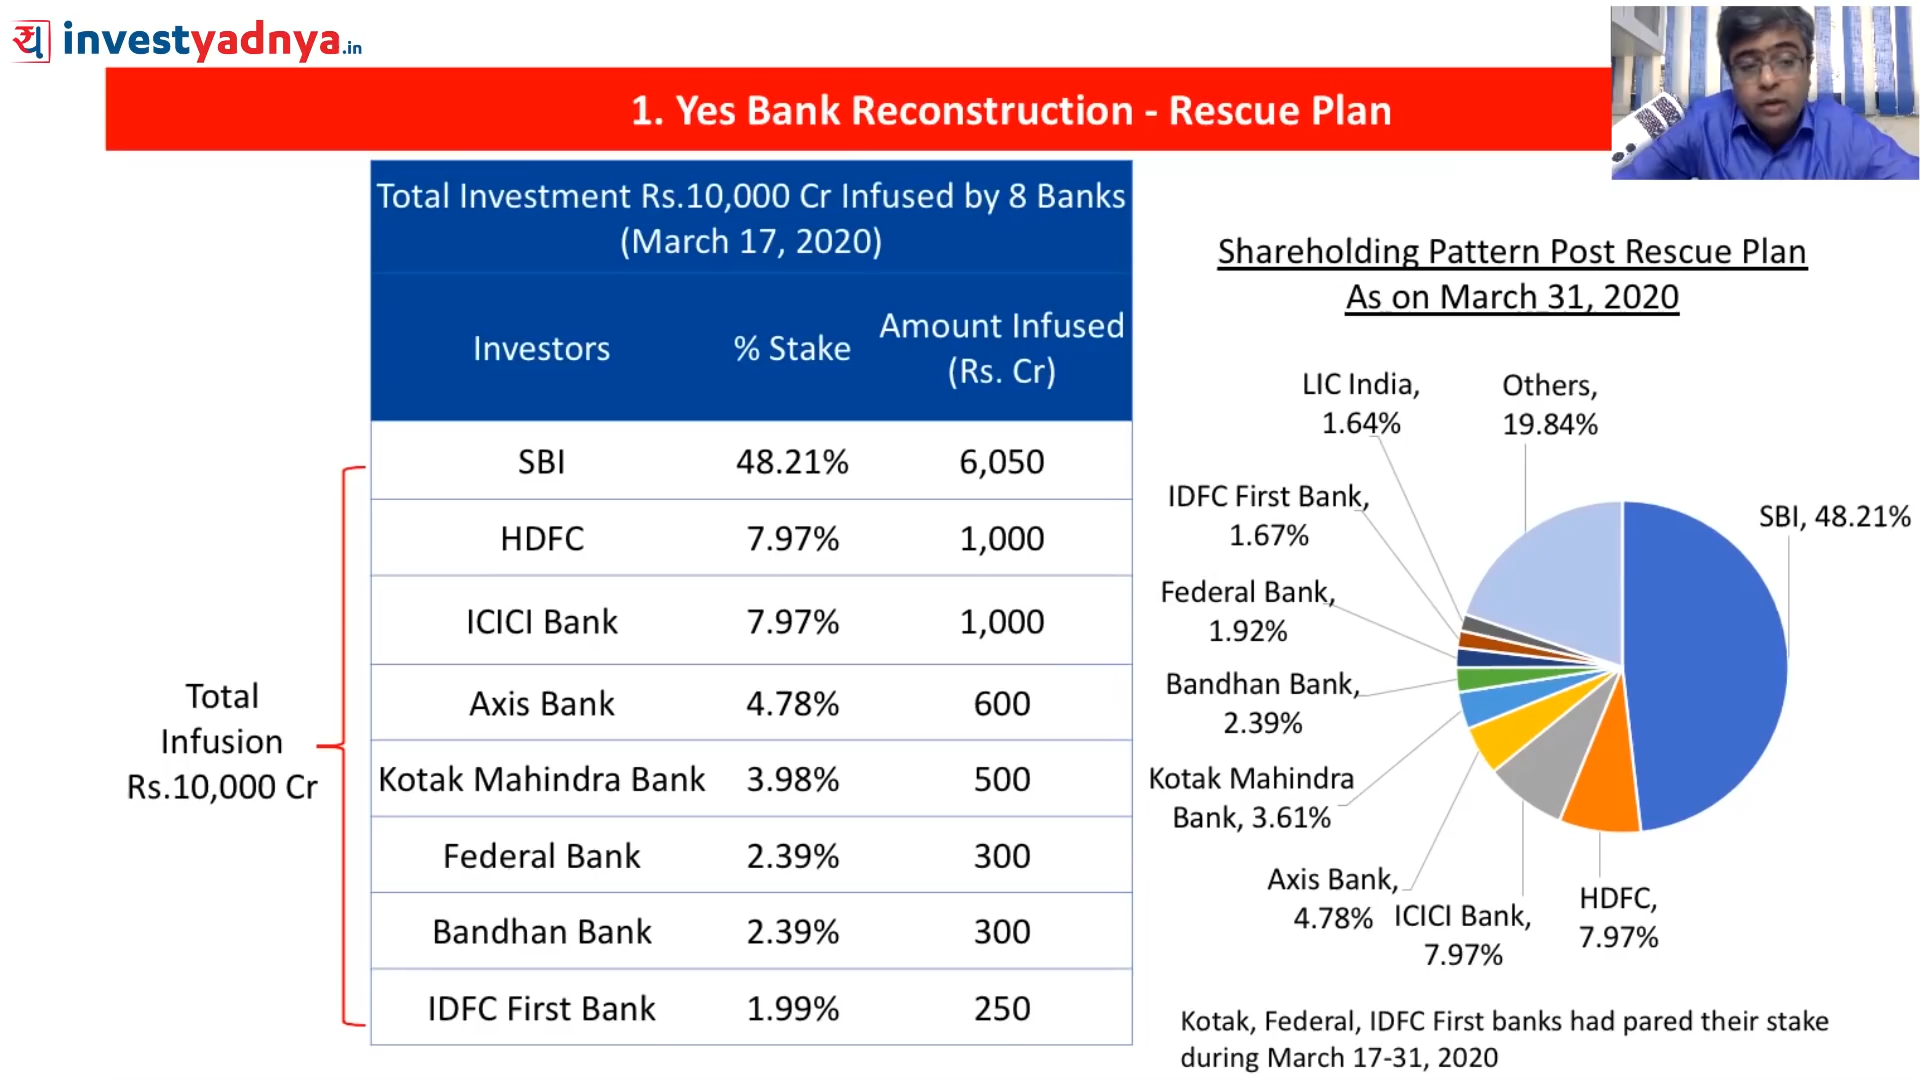 investyadnya.in
1. Yes Bank Reconstruction - Rescue Plan
Total Investment Rs.10,000 Cr Infused by 8 Banks
(March 17, 2020)
Investors % Stake Amount Infused
(Rs. Cr)
SBI 48.21% 6,050
HDFC 7.97% 1,000
ICICI Bank 7.97% 1,000
Axis Bank 4.78% 600
Kotak Mahindra Bank 3.98% 500
Federal Bank 2.39% 300
Bandhan Bank 2.39% 300
IDFC First Bank 1.99% 250
Total
Infusion
Rs.10,000 Cr
Shareholding Pattern Post Rescue Plan
As on March 31, 2020
LIC India,
1.64%
Others,
19.84%
IDFC First Bank,
1.67%
SBI, 48.21%
Federal Bank,
1.92%
Bandhan Bank,
2.39%
Kotak Mahindra
Bank, 3.61%
Axis Bank,
4.78%
ICICI Bank,
7.97%
HDFC,
7.97%
Kotak, Federal, IDFC First banks had pared their stake
during March 17-31, 2020